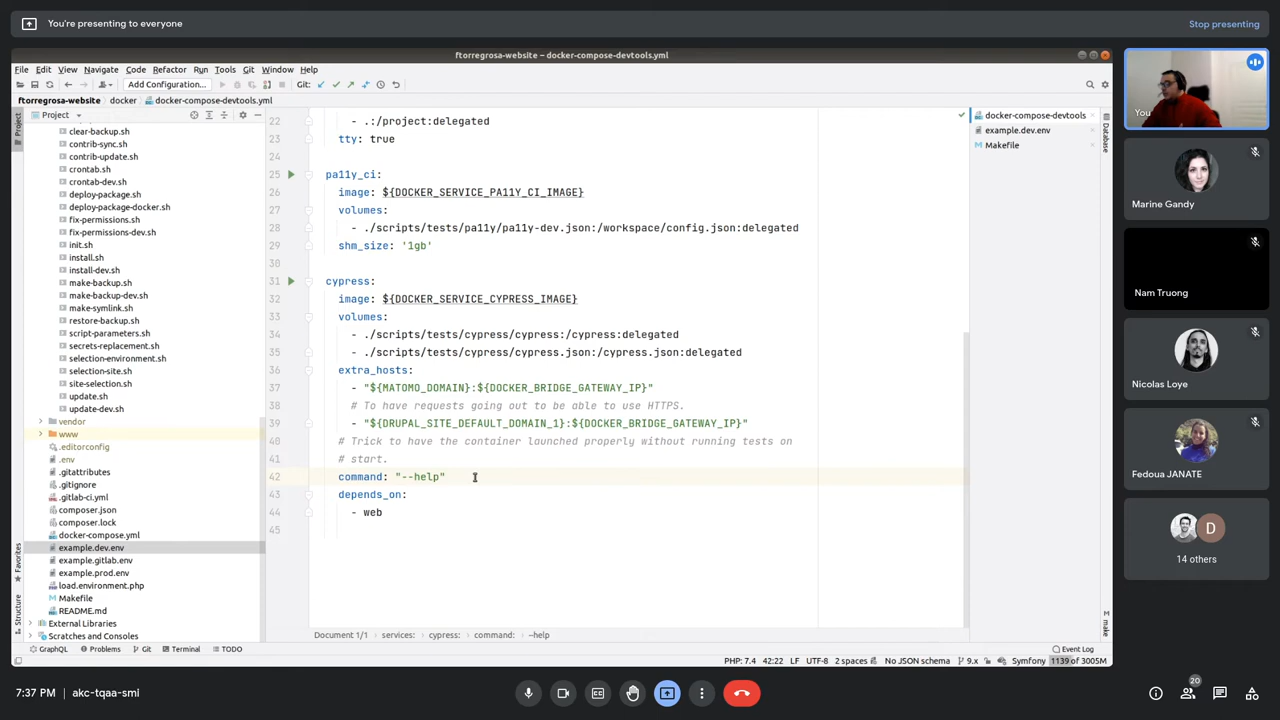 You're presenting to everyone
Stop presenting
ftorregrosa-website – docker-compose-devtools.yml
File Edit View Navigate Code Refactor Run Tools Git Window Help
Add Configuration...
Git:
ftorregrosa-website docker docker-compose-devtools.yml
Project
clear-backup.sh
contrib-sync.sh
contrib-update.sh
crontab.sh
crontab-dev.sh
deploy-package.sh
deploy-package-docker.sh
fix-permissions.sh
fix-permissions-dev.sh
init.sh
install.sh
install-dev.sh
make-backup.sh
make-backup-dev.sh
make-symlink.sh
restore-backup.sh
script-parameters.sh
secrets-replacement.sh
selection-environment.sh
selection-site.sh
site-selection.sh
update.sh
update-dev.sh
vendor
www
.editorconfig
.env
.gitattributes
.gitignore
.gitlab-ci.yml
composer.json
composer.lock
docker-compose.yml
example.dev.env
example.gitlab.env
example.prod.env
load.environment.php
Makefile
README.md
External Libraries
Scratches and Consoles
Project
Favorites
Structure
22 - .:/project:delegated
23 tty: true
24
25 pa11y_ci:
26 image: ${DOCKER_SERVICE_PA11Y_CI_IMAGE}
27 volumes:
28 - ./scripts/tests/pa11y/pa11y-dev.json:/workspace/config.json:delegated
29 shm_size: '1gb'
30
31 cypress:
32 image: ${DOCKER_SERVICE_CYPRESS_IMAGE}
33 volumes:
34 - ./scripts/tests/cypress/cypress:/cypress:delegated
35 - ./scripts/tests/cypress/cypress.json:/cypress.json:delegated
36 extra_hosts:
37 - "${MATOMO_DOMAIN}:${DOCKER_BRIDGE_GATEWAY_IP}"
38 # To have requests going out to be able to use HTTPS.
39 - "${DRUPAL_SITE_DEFAULT_DOMAIN_1}:${DOCKER_BRIDGE_GATEWAY_IP}"
40 # Trick to have the container launched properly without running tests on
41 # start.
42 command: "--help"
43 depends_on:
44 - web
45
Document 1/1 services: cypress: command: --help
docker-compose-devtools
example.dev.env
Makefile
Database
make
GraphQL Problems Git Terminal TODO
Event Log
PHP: 7.4 42:22 LF UTF-8 2 spaces No JSON schema 9.x Symfony 1139 of 3005M
You
Marine Gandy
Nam Truong
Nicolas Loye
Fedoua JANATE
D
14 others
7:37 PM akc-tqaa-smi
20